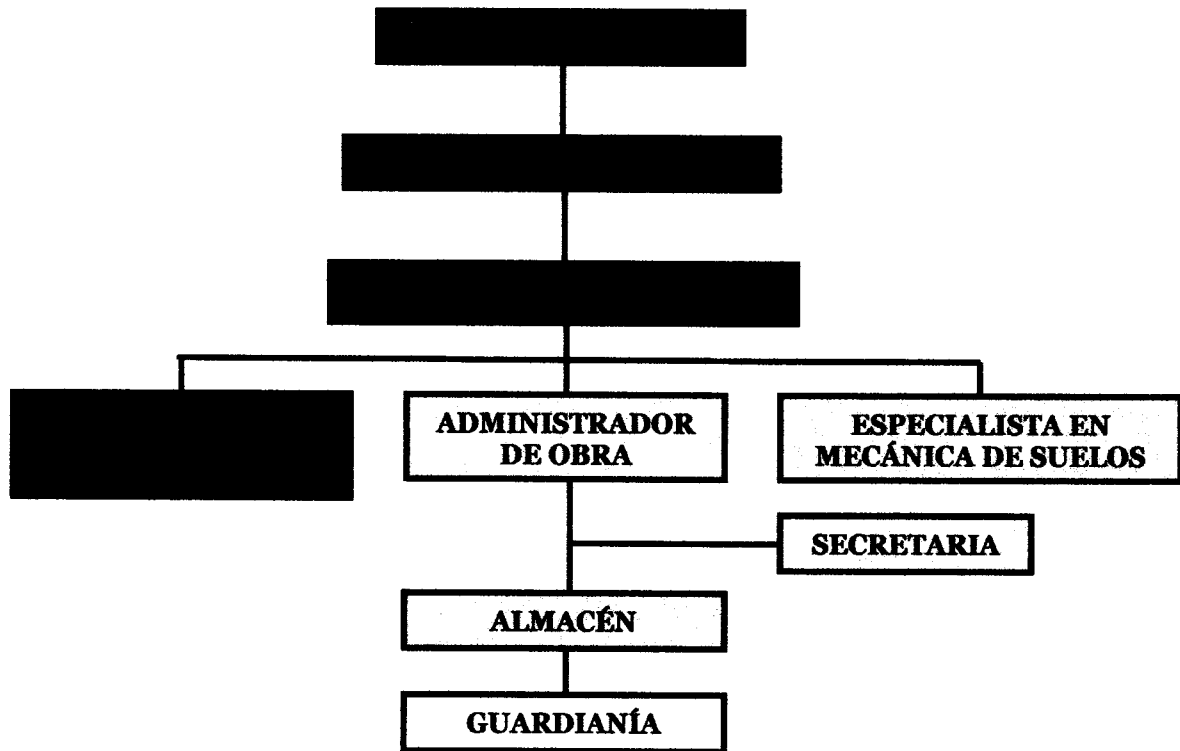 ADMINISTRADOR
DE OBRA
ESPECIALISTA EN
MECÁNICA DE SUELOS
SECRETARIA
ALMACÉN
GUARDIANÍA